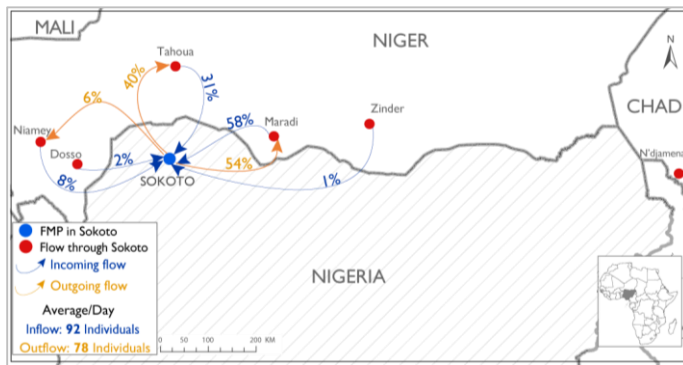 MALI
NIGER
N
Tahoua
40%
31%
CHAD
6%
58%
Maradi
Zinder
Niamey
Dosso
2%
8%
SOKOTO
54%
1%
N'djamena
FMP in Sokoto
Flow through Sokoto
Incoming flow
Outgoing flow
Average/Day
Inflow: 92 Individuals
Outflow: 78 Individuals
NIGERIA
0
50
100
200 KM